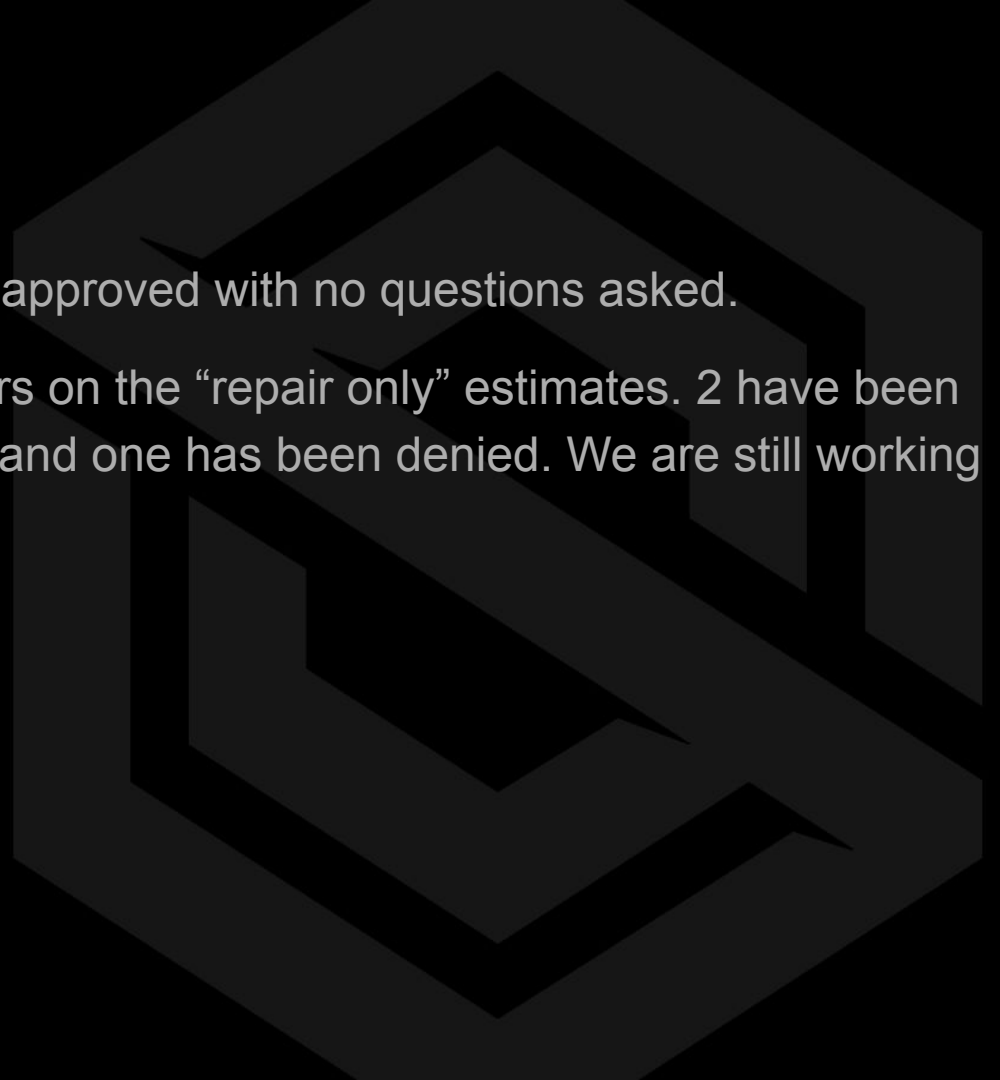 approved with no questions asked.
rs on the “repair only” estimates. 2 have been
and one has been denied. We are still working